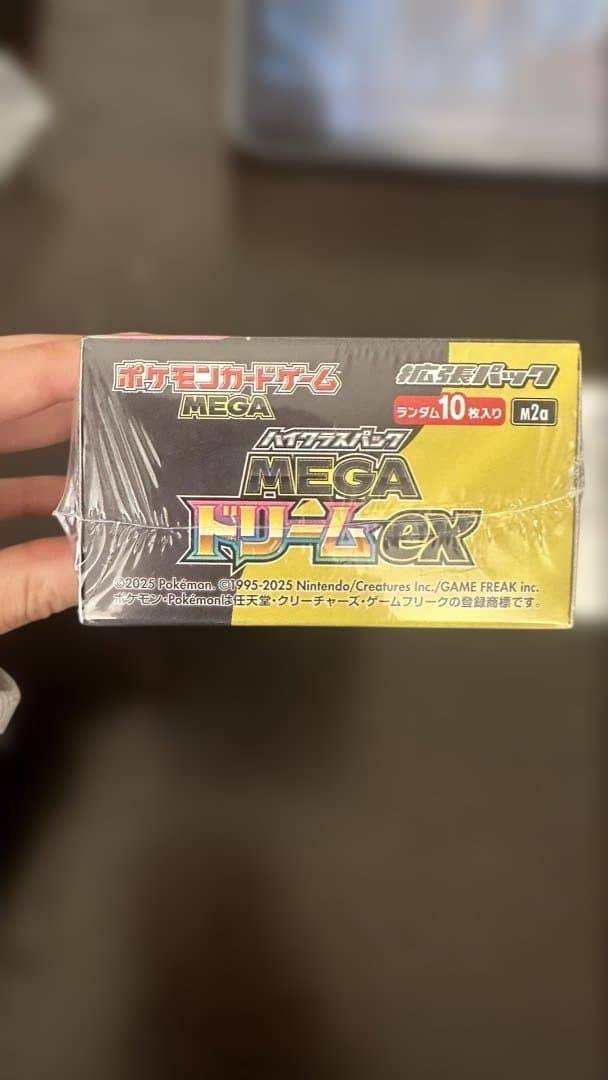 ポケモンカードゲーム
MEGA
拡張パック
ランダム10枚入り
M2a
ハイクラスパック
MEGA
ドリームex
©2025 Pokémon. ©1995-2025 Nintendo/Creatures Inc./GAME FREAK inc.
ポケモン・Pokémonは任天堂・クリーチャーズ・ゲームフリークの登録商標です。